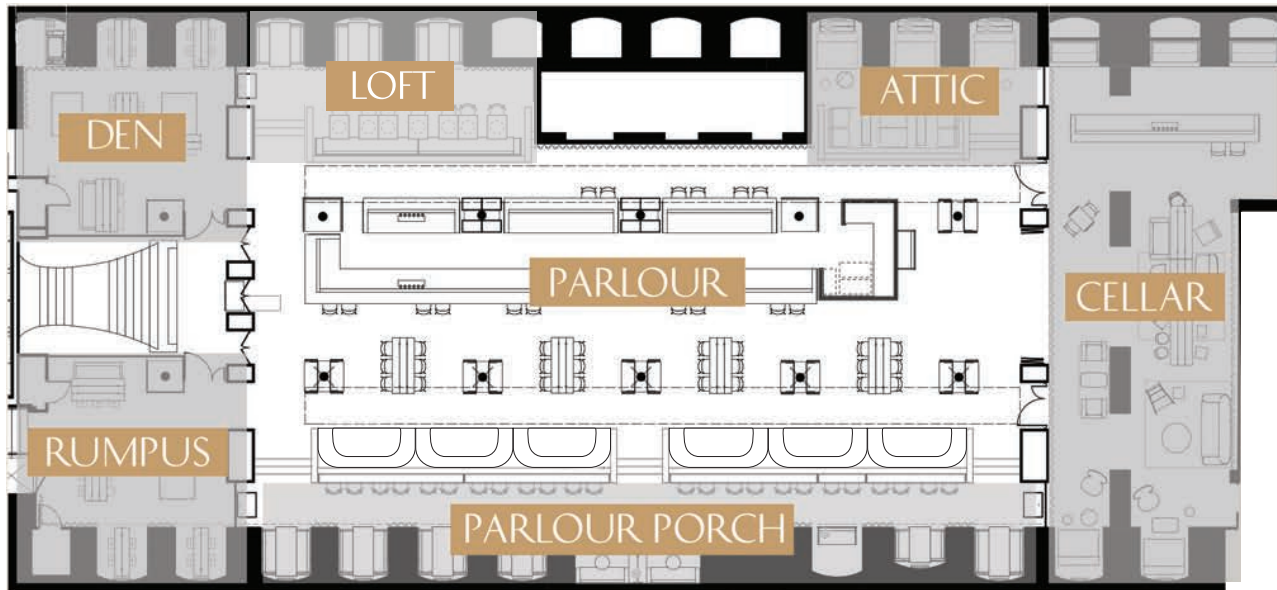 LOFT
ATTIC
DEN
PARLOUR
CELLAR
RUMPUS
PARLOUR PORCH